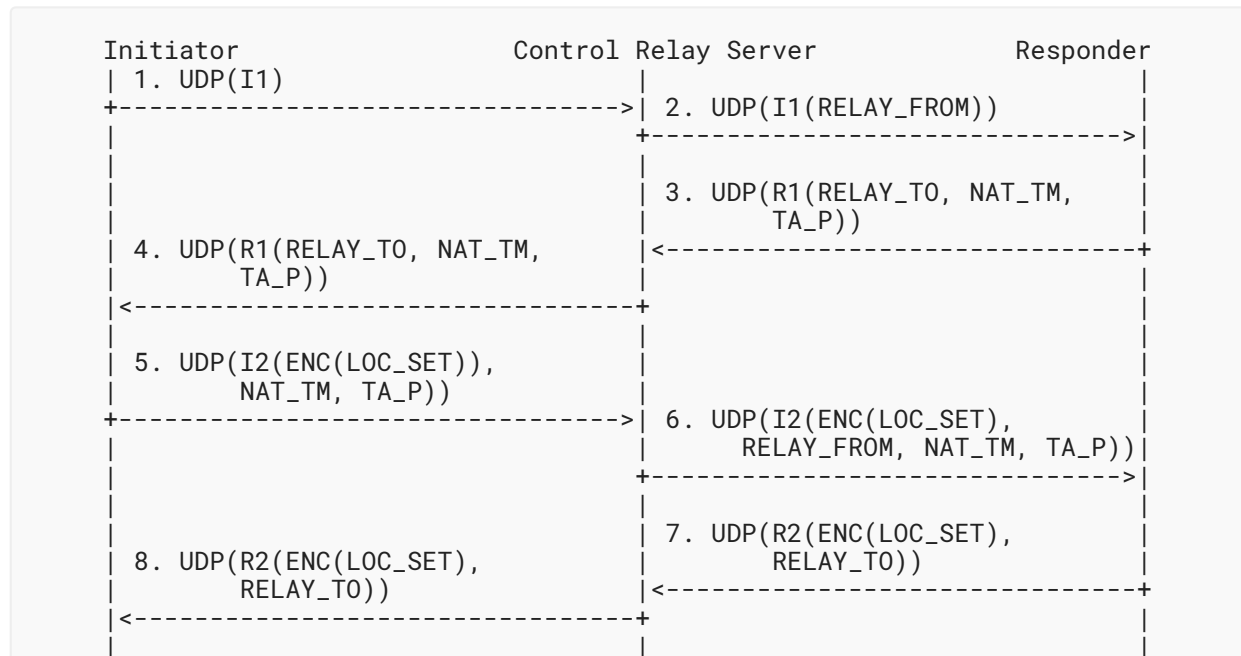 Initiator Control Relay Server Responder
| 1. UDP(I1) | |
+--------------------------------->| 2. UDP(I1(RELAY_FROM)) |
| +------------------------------->|
| | |
| | 3. UDP(R1(RELAY_TO, NAT_TM, |
| | TA_P)) |
| 4. UDP(R1(RELAY_TO, NAT_TM, |<-------------------------------+
| TA_P)) | |
|<---------------------------------+ |
| | |
| 5. UDP(I2(ENC(LOC_SET)), | |
| NAT_TM, TA_P)) | |
+--------------------------------->| 6. UDP(I2(ENC(LOC_SET), |
| | RELAY_FROM, NAT_TM, TA_P))|
| +------------------------------->|
| | |
| | 7. UDP(R2(ENC(LOC_SET), |
| 8. UDP(R2(ENC(LOC_SET), | RELAY_TO)) |
| RELAY_TO)) |<-------------------------------+
|<---------------------------------+ |
| | |